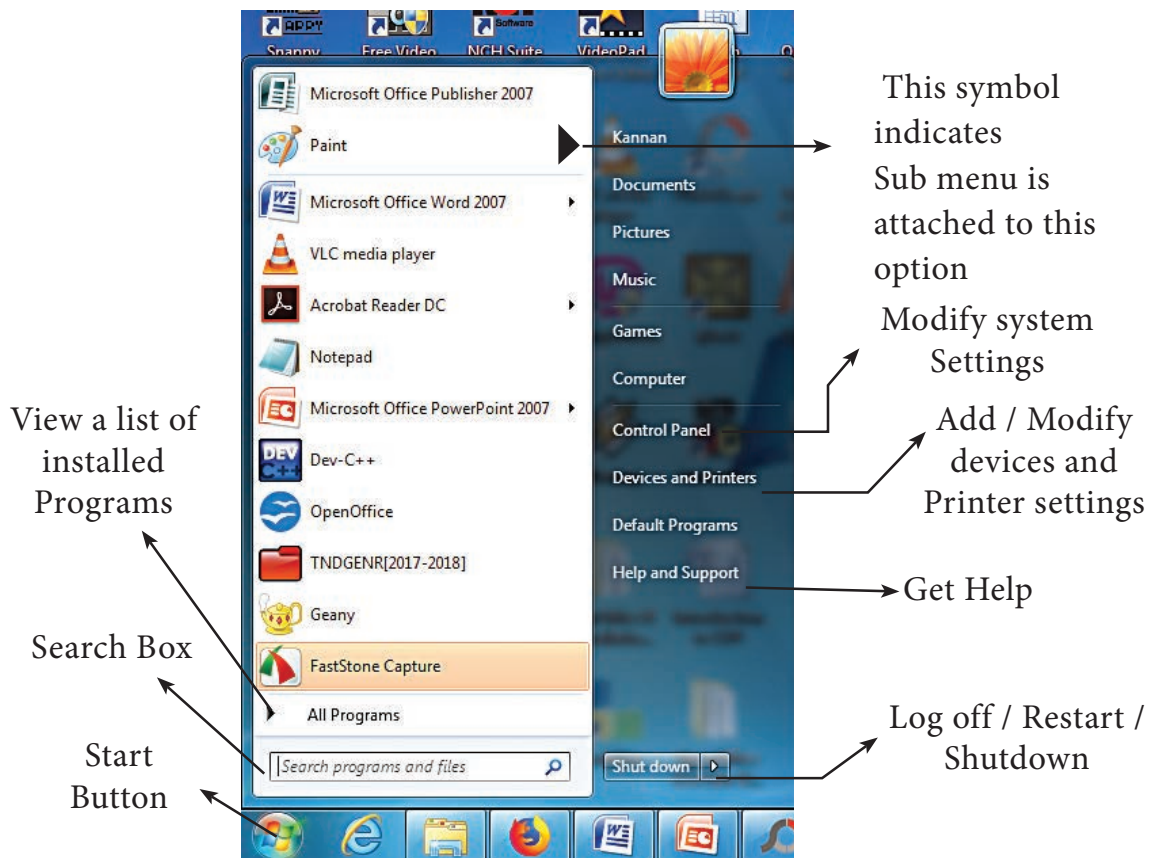 APPY
Software
Snappy
Free Video
NCH Suite
VideoPad
Microsoft Office Publisher 2007
Paint
Microsoft Office Word 2007
VLC media player
Acrobat Reader DC
Notepad
Microsoft Office PowerPoint 2007
DEV
C++
Dev-C++
OpenOffice
TNDGENR[2017-2018]
Geany
FastStone Capture
All Programs
Search programs and files
Kannan
Documents
Pictures
Music
Games
Computer
Control Panel
Devices and Printers
Default Programs
Help and Support
Shut down
View a list of
installed
Programs
Search Box
Start
Button
This symbol
indicates
Sub menu is
attached to this
option
Modify system
Settings
Add / Modify
devices and
Printer settings
Get Help
Log off / Restart /
Shutdown